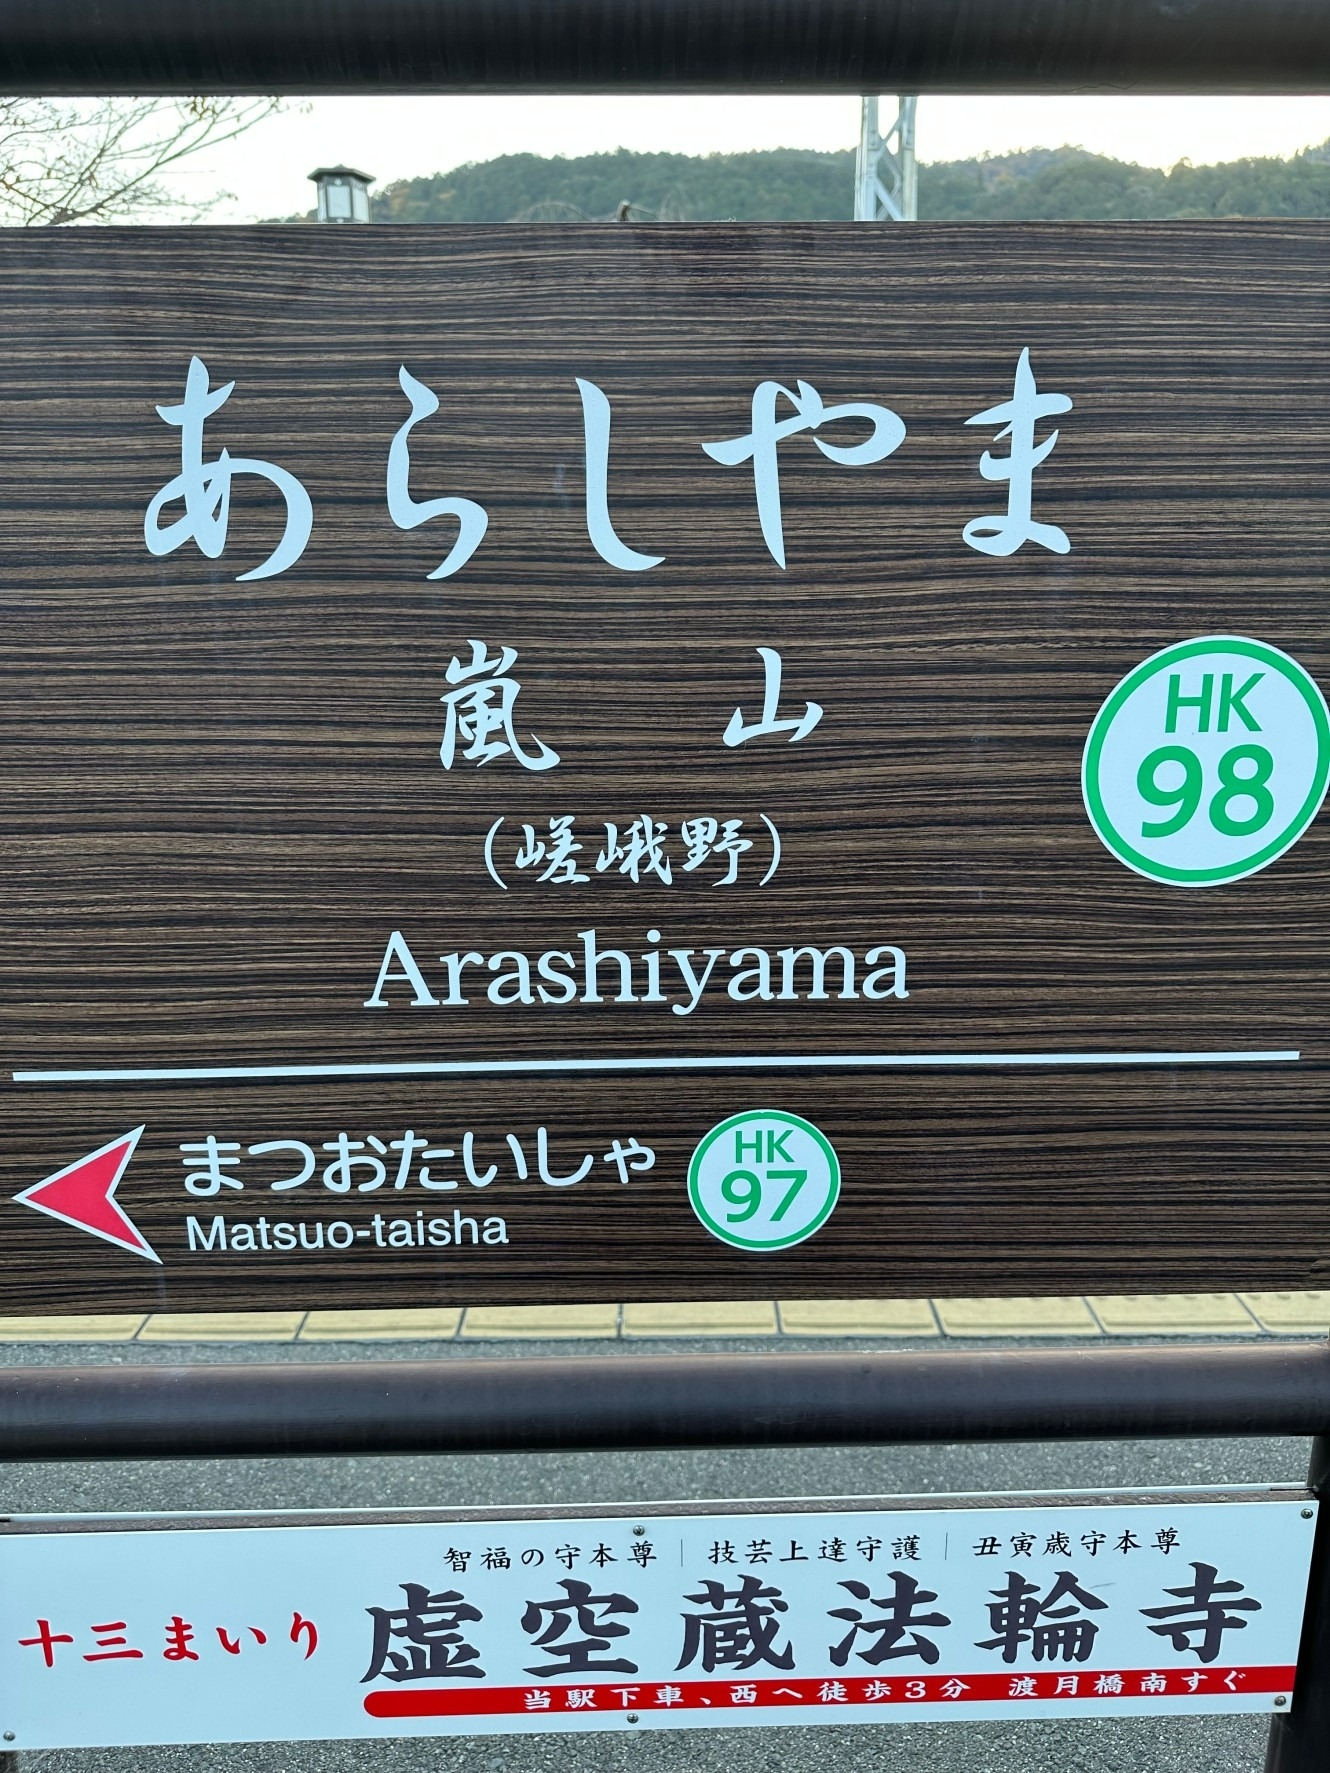 あらしやま
嵐山
(嵯峨野)
Arashiyama
HK
98
まつおたいしゃ
Matsuo-taisha
HK
97
智福の守本尊｜技芸上達守護｜丑寅歳守本尊
十三まいり
虚空蔵法輪寺
当駅下車、西へ徒歩3分 渡月橋南すぐ